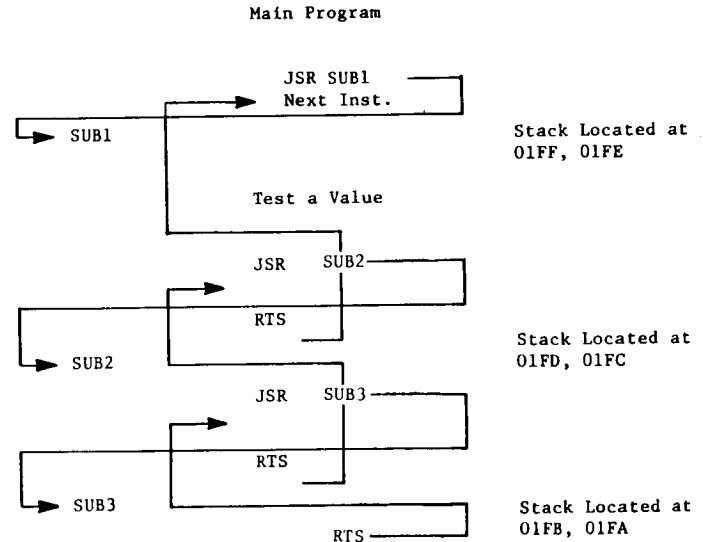 Main Program
JSR SUB1
Next Inst.
SUB1
Stack Located at
01FF, 01FE
Test a Value
JSR SUB2
RTS
SUB2
Stack Located at
01FD, 01FC
JSR SUB3
RTS
SUB3
Stack Located at
01FB, 01FA
RTS